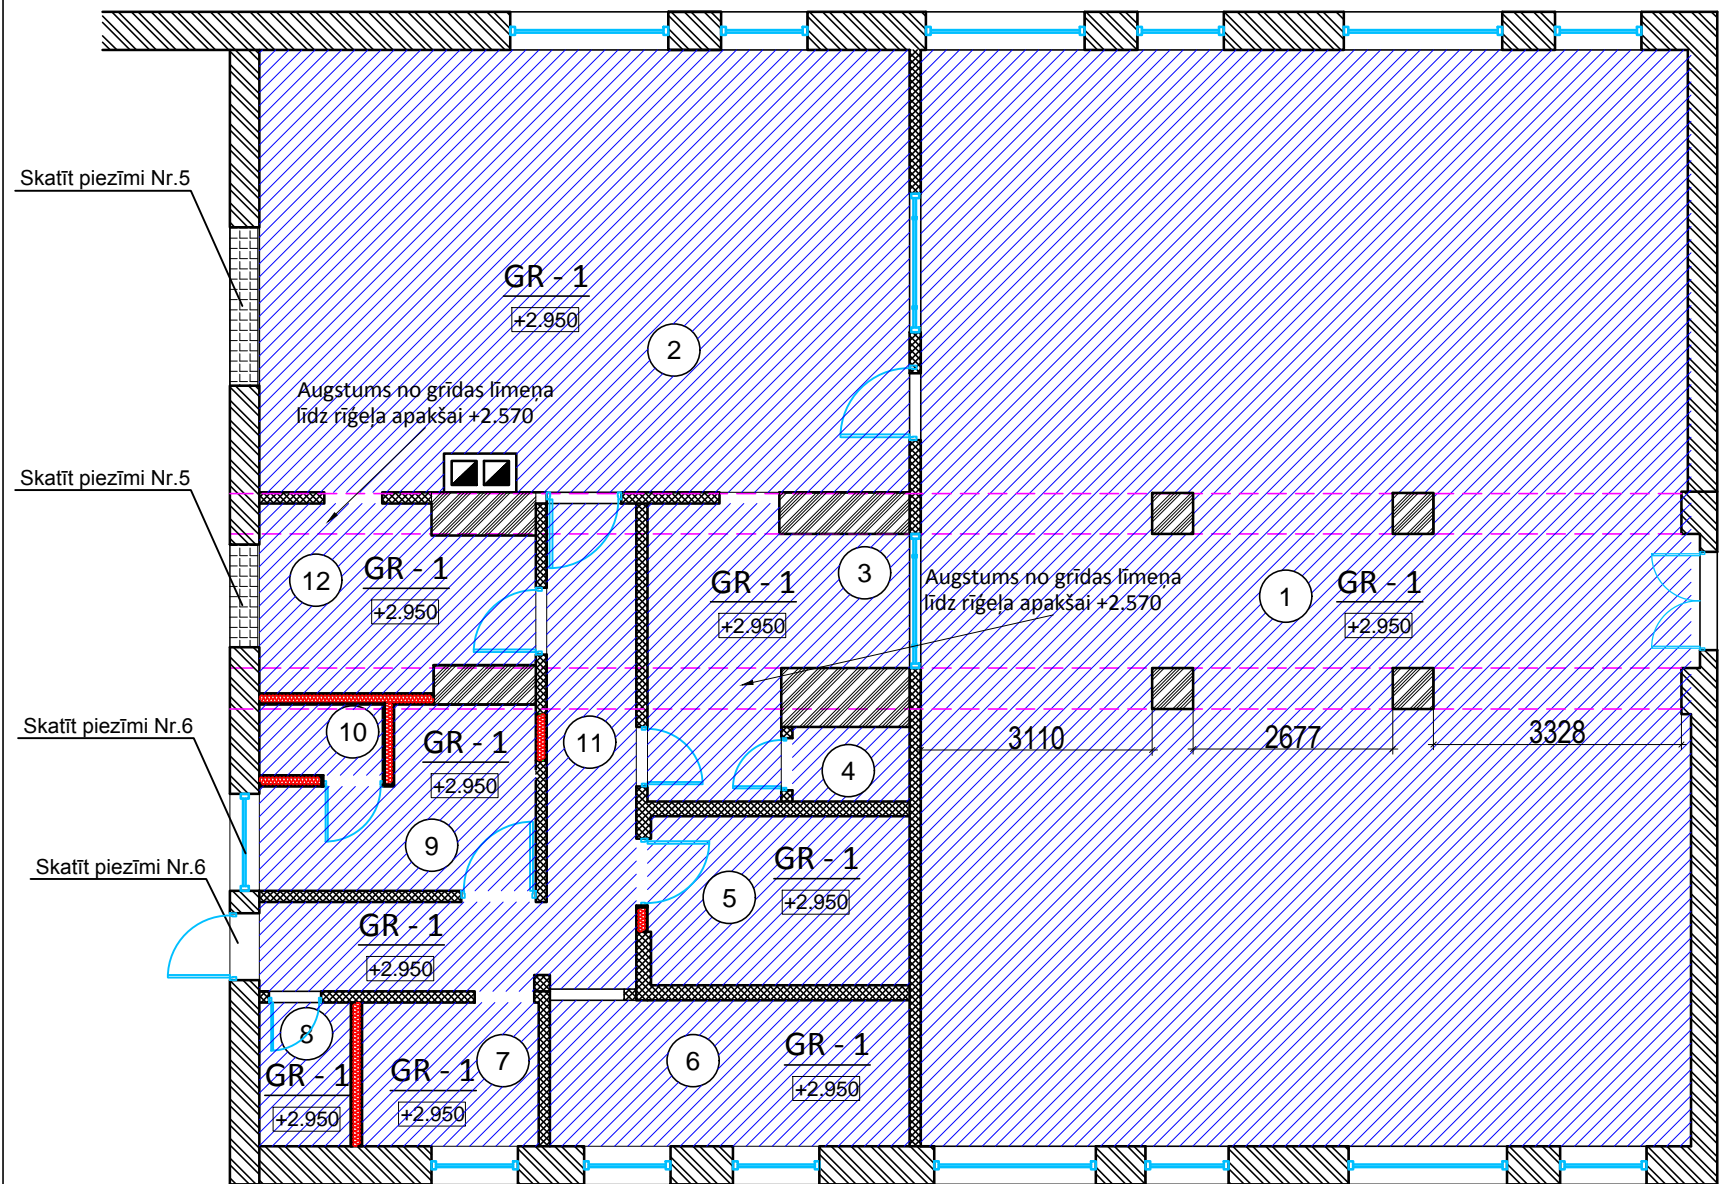 Skatīt piezīmi Nr.5
GR - 1
+2.950
2
Augstums no grīdas līmeņa
līdz rīģeļa apakšai +2.570
Skatīt piezīmi Nr.5
12
GR - 1
+2.950
GR - 1
+2.950
3
Augstums no grīdas līmeņa
līdz rīģeļa apakšai +2.570
1
GR - 1
+2.950
Skatīt piezīmi Nr.6
10
GR - 1
+2.950
11
4
3110
2677
3328
Skatīt piezīmi Nr.6
9
5
GR - 1
+2.950
GR - 1
+2.950
8
GR - 1
+2.950
GR - 1
+2.950
7
6
GR - 1
+2.950